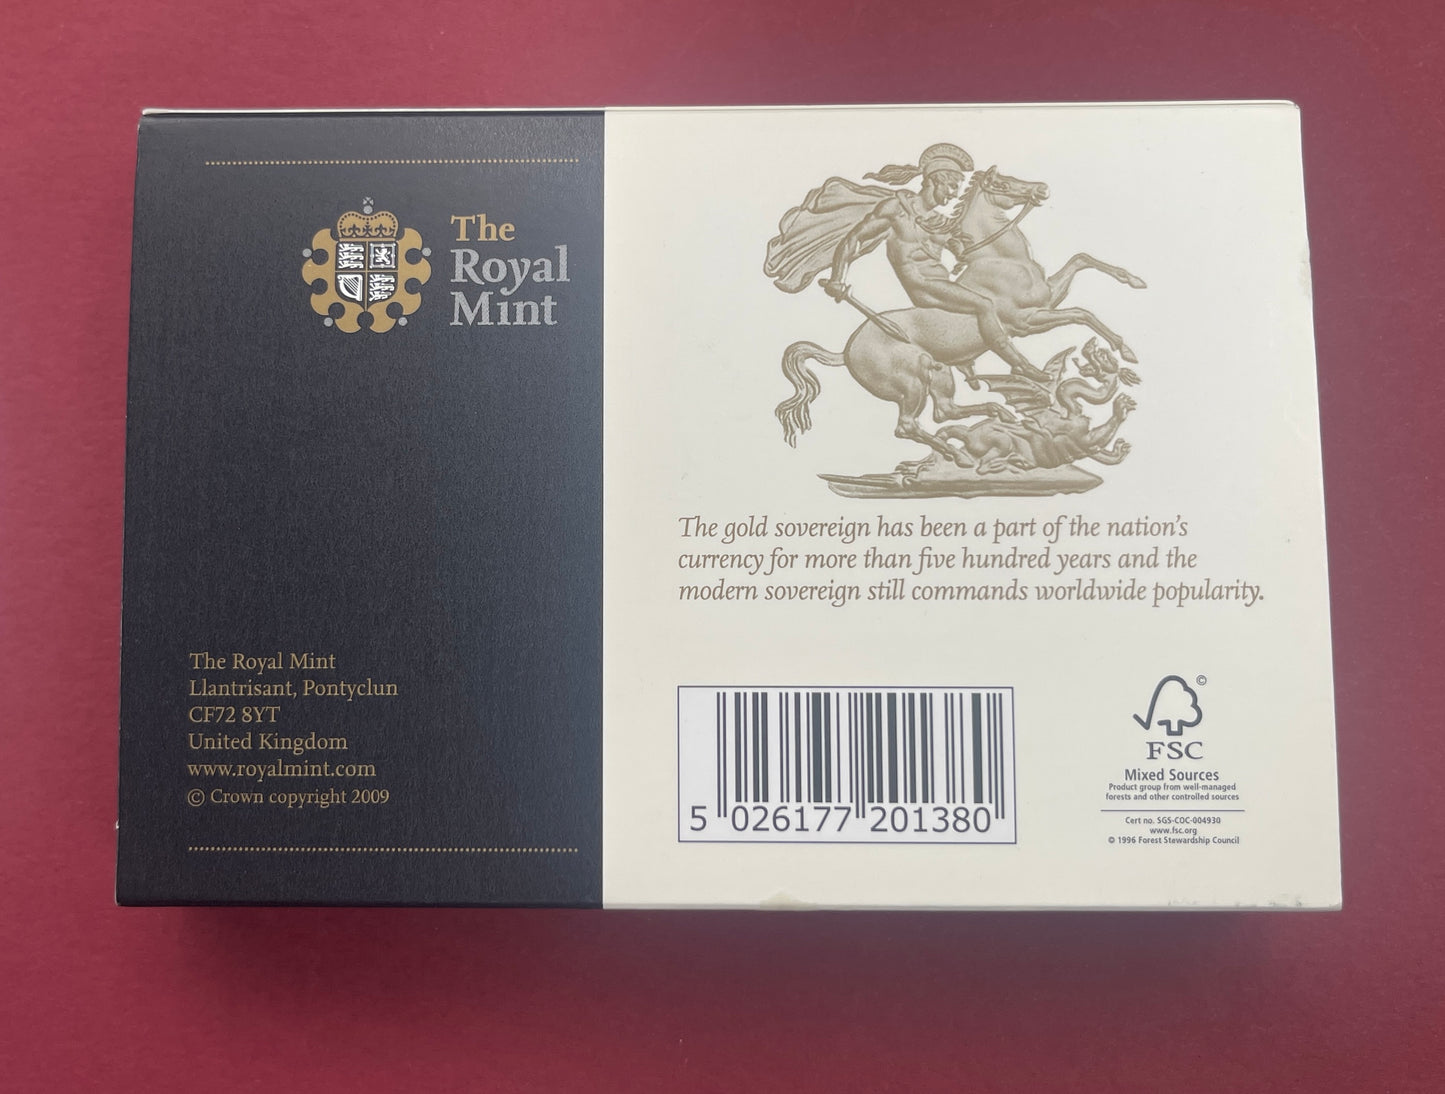 The
Royal
Mint
The Royal Mint
Llantrisant, Pontyclun
CF72 8YT
United Kingdom
www.royalmint.com
© Crown copyright 2009
The gold sovereign has been a part of the nation's
currency for more than five hundred years and the
modern sovereign still commands worldwide popularity.
5 026177 201380
©
FSC
Mixed Sources
Product group from well-managed
forests and other controlled sources
Cert no. SGS-COC-004930
www.fsc.org
© 1996 Forest Stewardship Council